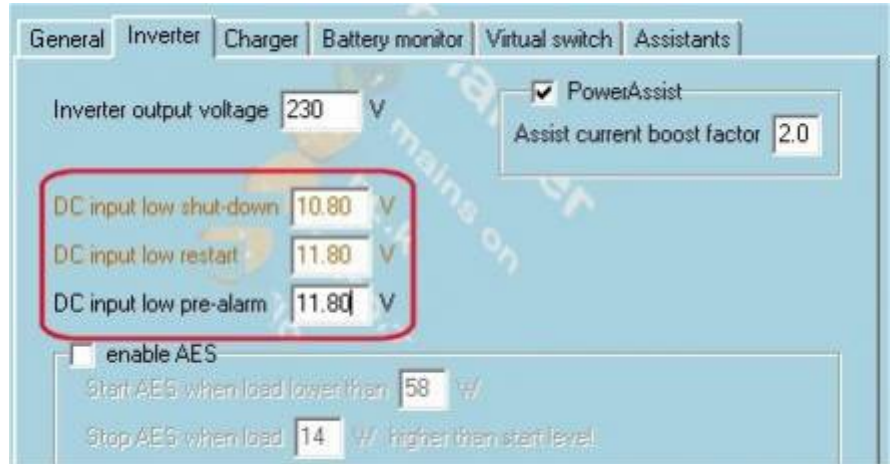 General Inverter Charger Battery monitor Virtual switch Assistants
Inverter output voltage 230 V
PowerAssist
Assist current boost factor 2.0
DC input low shut-down 10.80 V
DC input low restart 11.80 V
DC input low pre-alarm 11.80 V
enable AES
Start AES when load lower than 58 W
Stop AES when load 14 W higher than start level
mains on